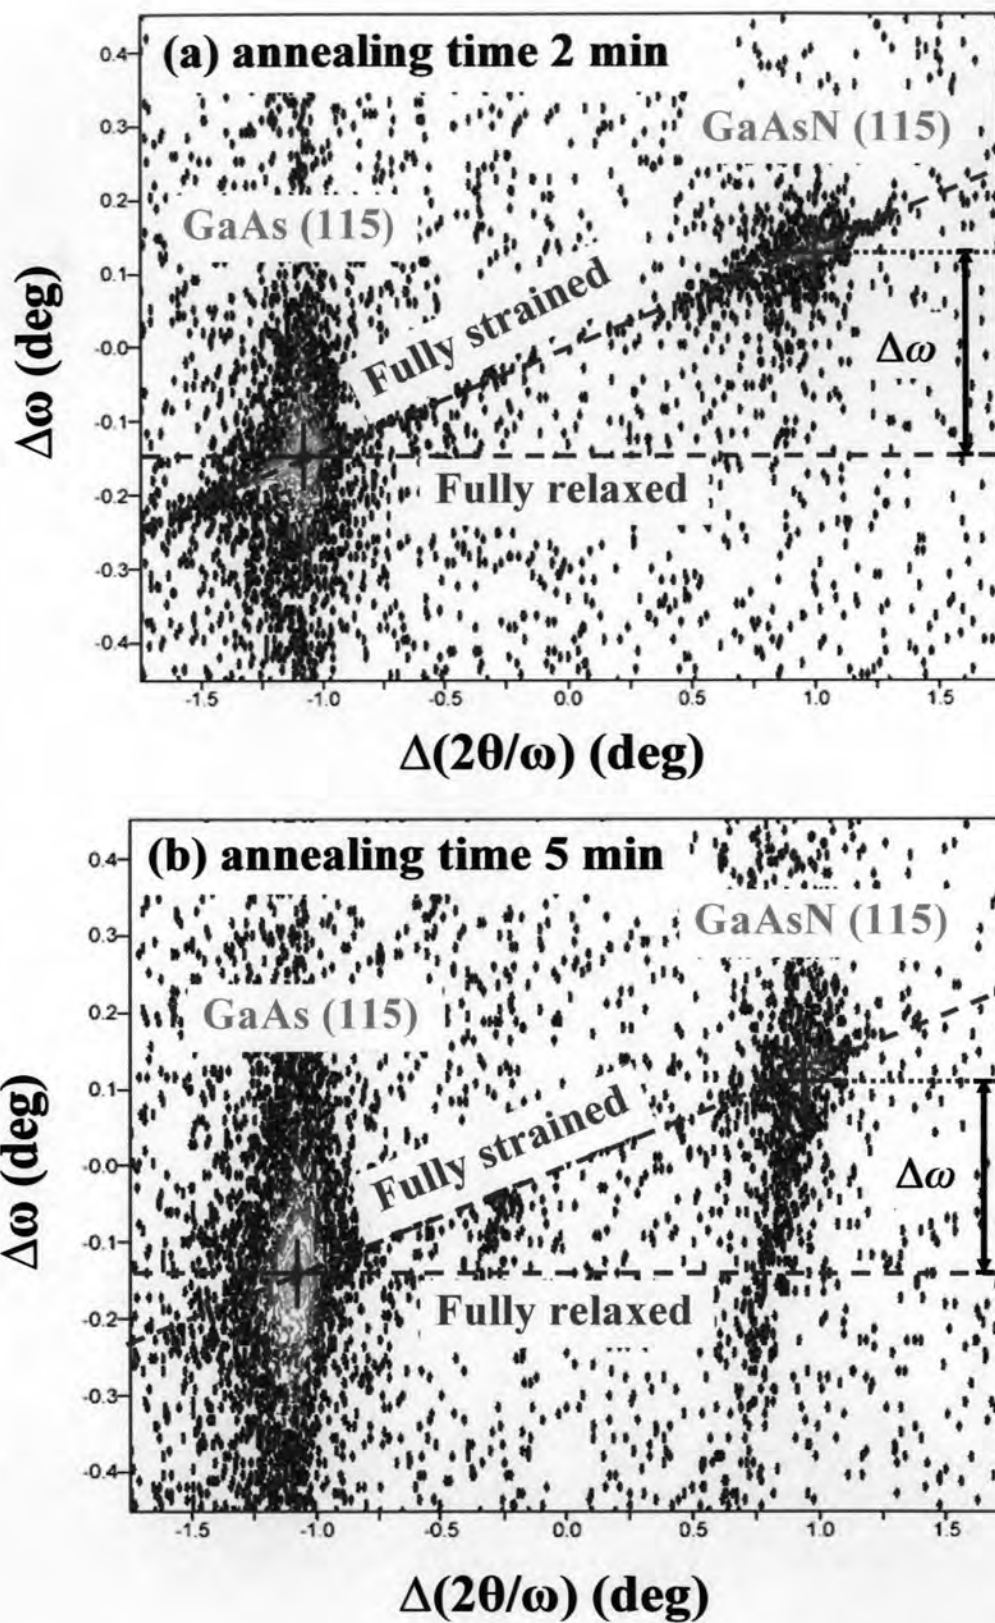 (a) annealing time 2 min
GaAsN (115)
GaAs (115)
Fully strained
Δω
Fully relaxed
Δω (deg)
0.4
0.3
0.2
0.1
-0.0
-0.1
-0.2
-0.3
-0.4
-1.5 -1.0 -0.5 0.0 0.5 1.0 1.5
Δ(2θ/ω) (deg)
(b) annealing time 5 min
GaAsN (115)
GaAs (115)
Fully strained
Δω
Fully relaxed
Δω (deg)
0.4
0.3
0.2
0.1
-0.0
-0.1
-0.2
-0.3
-0.4
-1.5 -1.0 -0.5 0.0 0.5 1.0 1.5
Δ(2θ/ω) (deg)